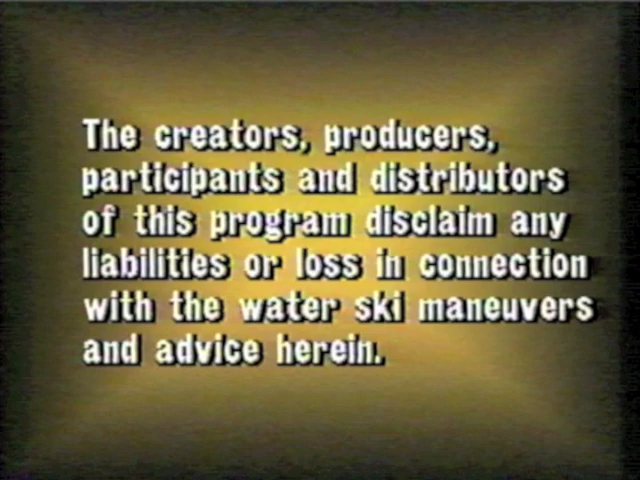 The creators, producers,
participants and distributors
of this program disclaim any
liabilities or loss in connection
with the water ski maneuvers
and advice herein.